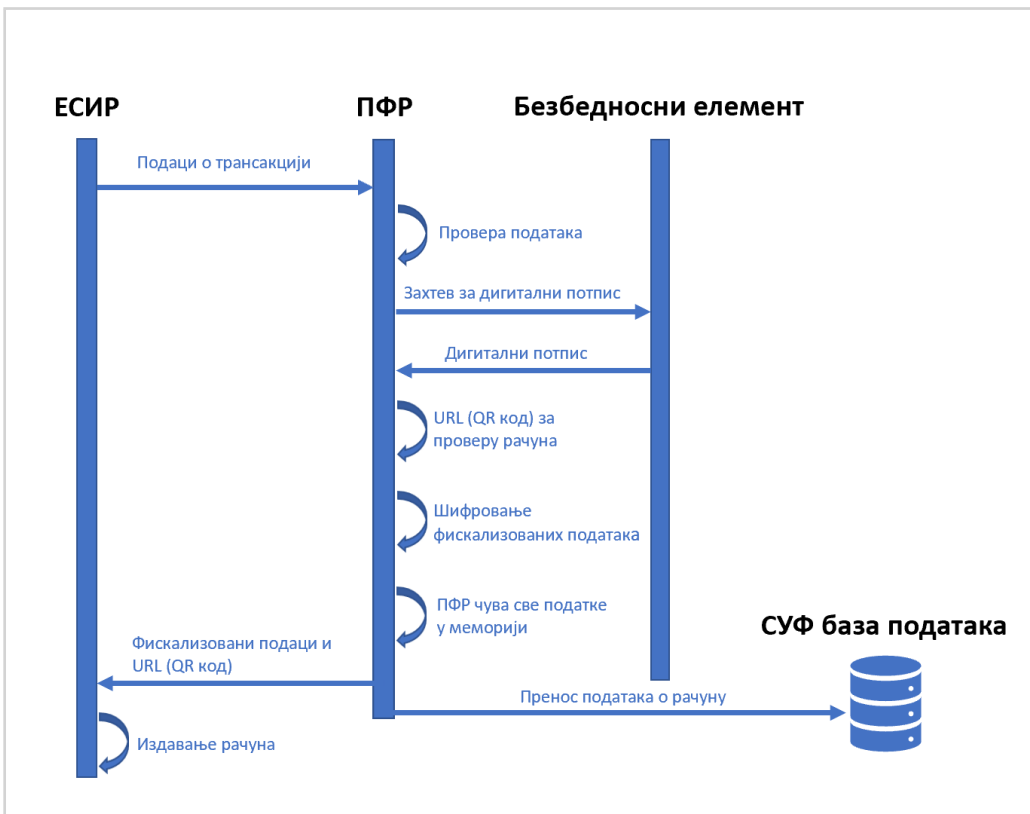 ЕСИР
ПФР
Безбедносни елемент
Подаци о трансакцији
Провера података
Захтев за дигитални потпис
Дигитални потпис
URL (QR код) за
проверу рачуна
Шифровање
фискализованих података
ПФР чува све податке
у меморији
СУФ база података
Фискализовани подаци и
URL (QR код)
Пренос података о рачуну
Издавање рачуна